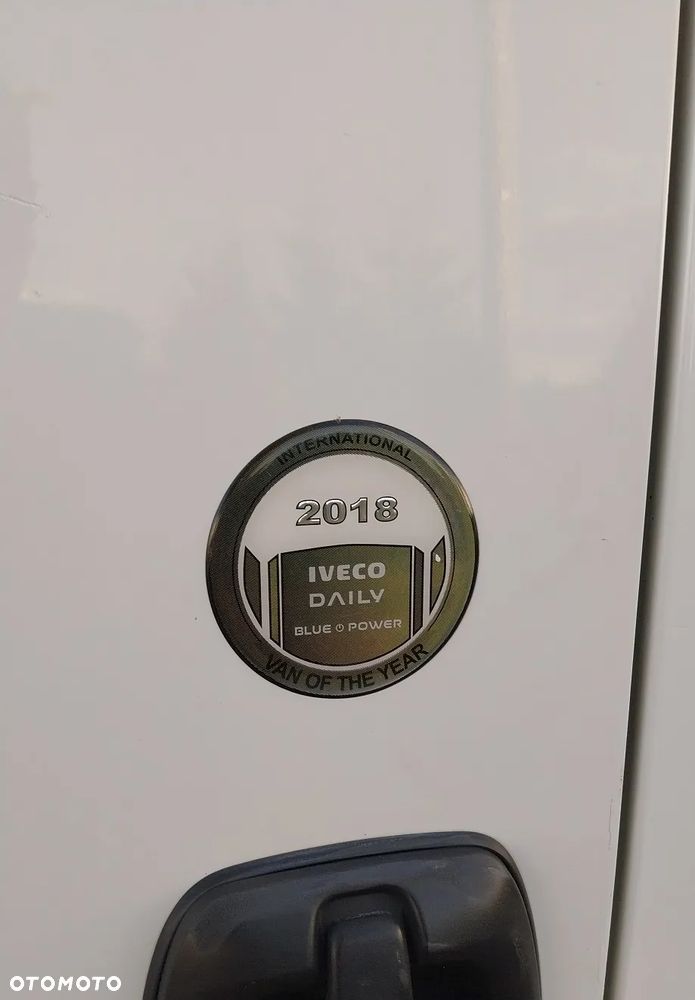 INTERNATIONAL
2018
IVECO
DAILY
BLUE POWER
VAN OF THE YEAR
OTOMOTO